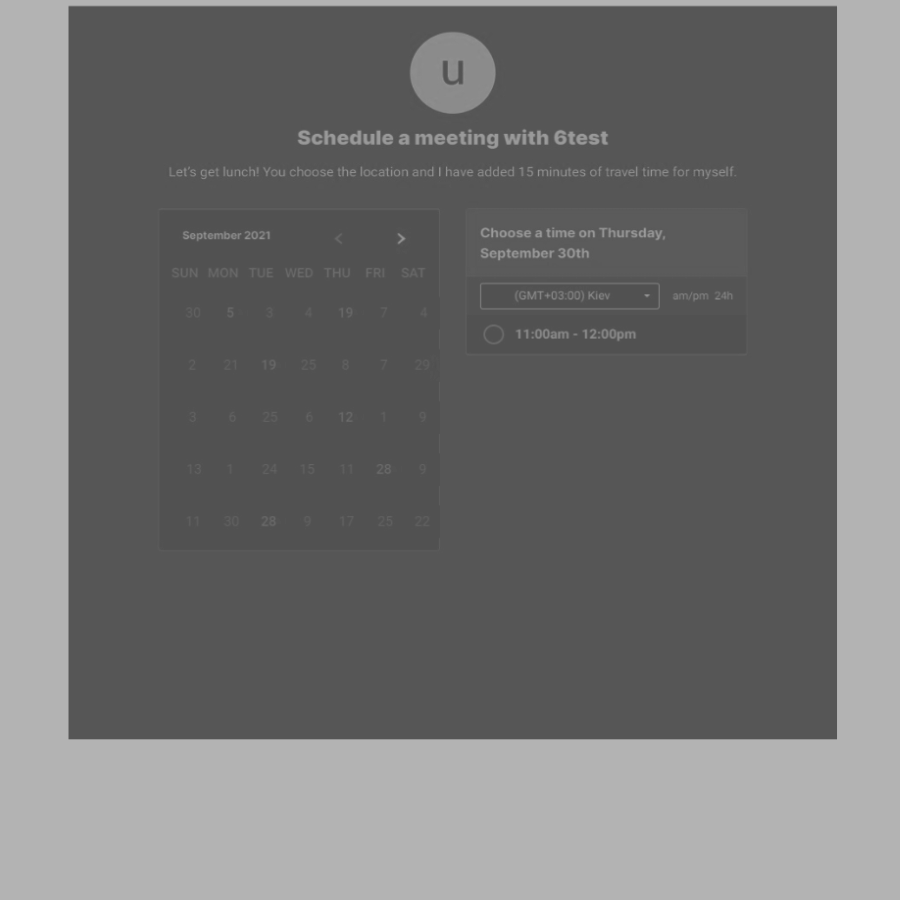 u
Schedule a meeting with 6test
Let's get lunch! You choose the location and I have added 15 minutes of travel time for myself.
September 2021 < >
SUN MON TUE WED THU FRI SAT
30 5 3 4 19 7 4
2 21 19 25 8 7 29
3 6 25 6 12 1 9
13 1 24 15 11 28 9
11 30 28 9 17 25 22
Choose a time on Thursday,
September 30th
(GMT+03:00) Kiev am/pm 24h
11:00am - 12:00pm